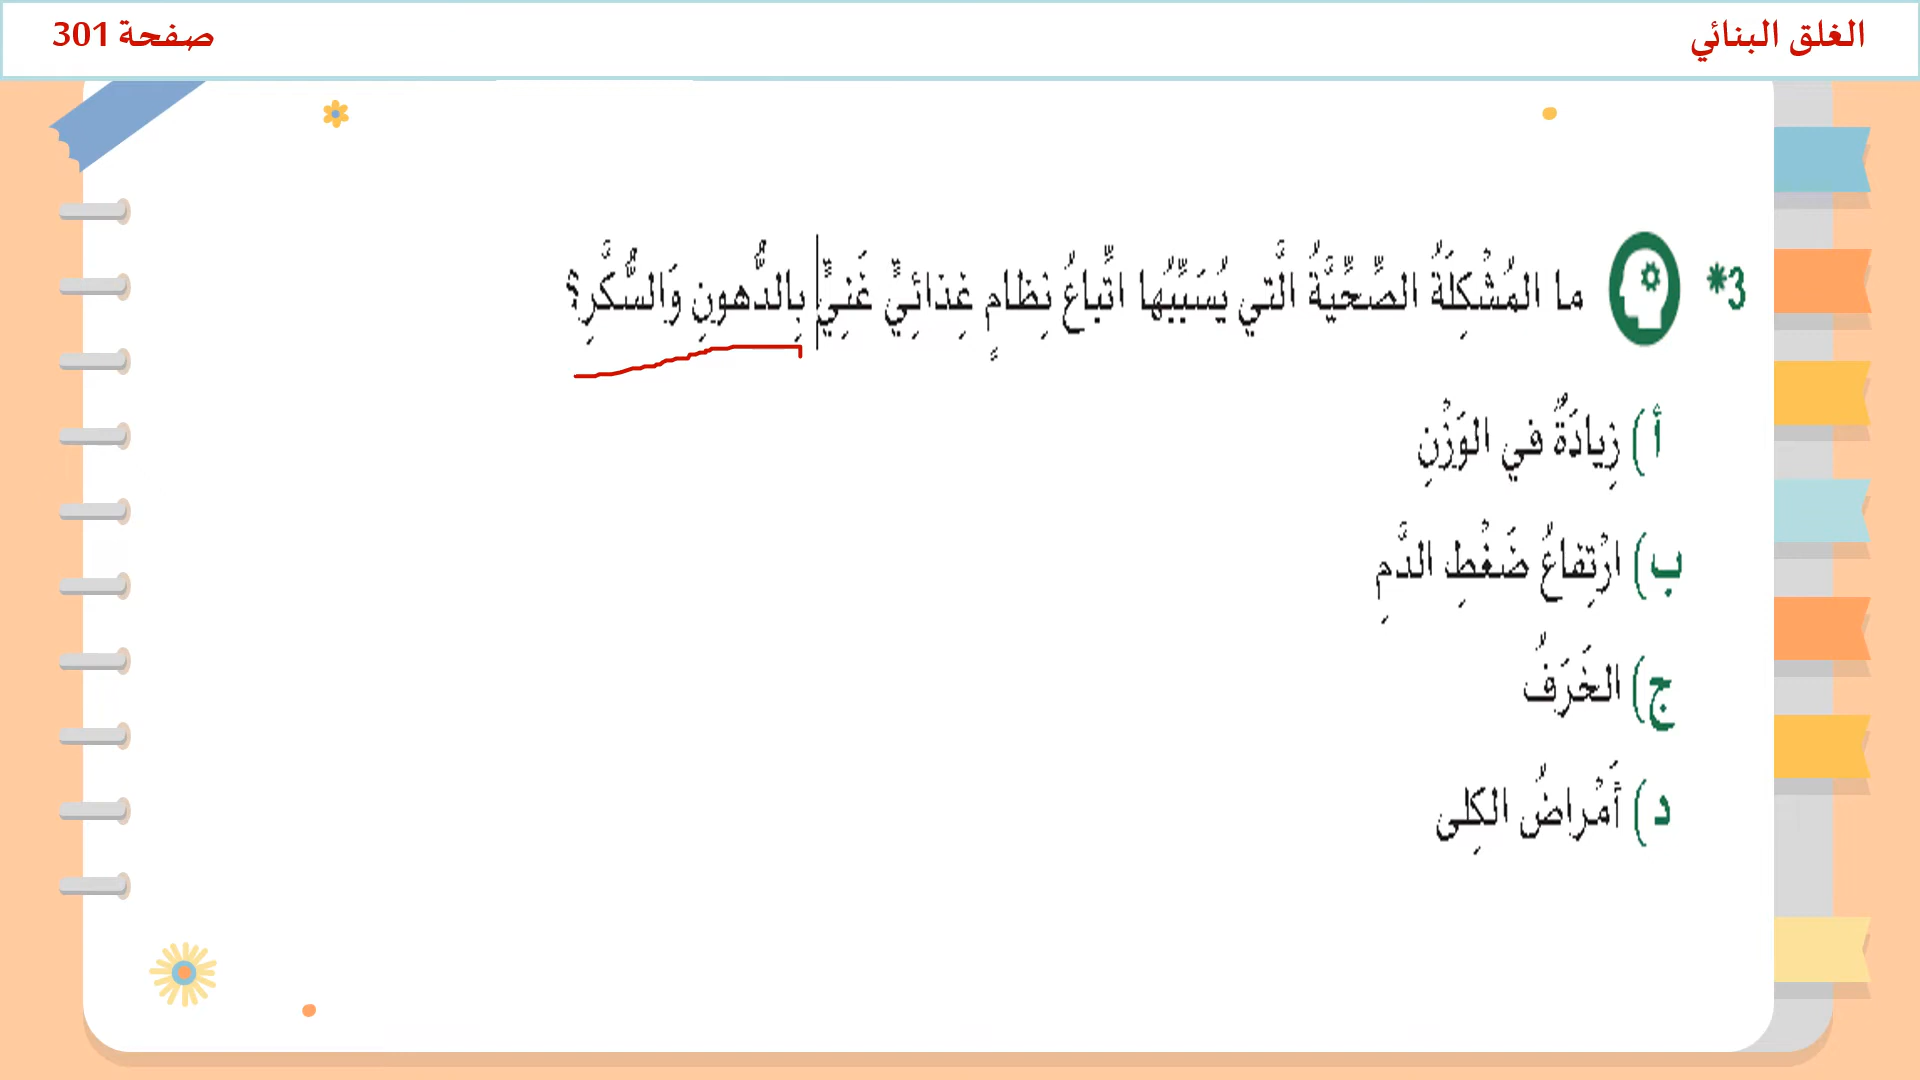 الغلق البنائي
صفحة 301
*3 ما المُشْكِلَةُ الصِّحِّيَّةُ الَّتي يُسَبِّبُها اتِّباعُ نِظامٍ غِذائِيٍّ غَنِيٍّ بِالدُّهونِ وَالسُّكَّرِ؟
أ) زِيادَةٌ في الوَزْنِ
ب) ارْتِفاعُ ضَغْطِ الدَّمِ
ج) الخَرَفُ
د) أَمْراضُ الكِلى